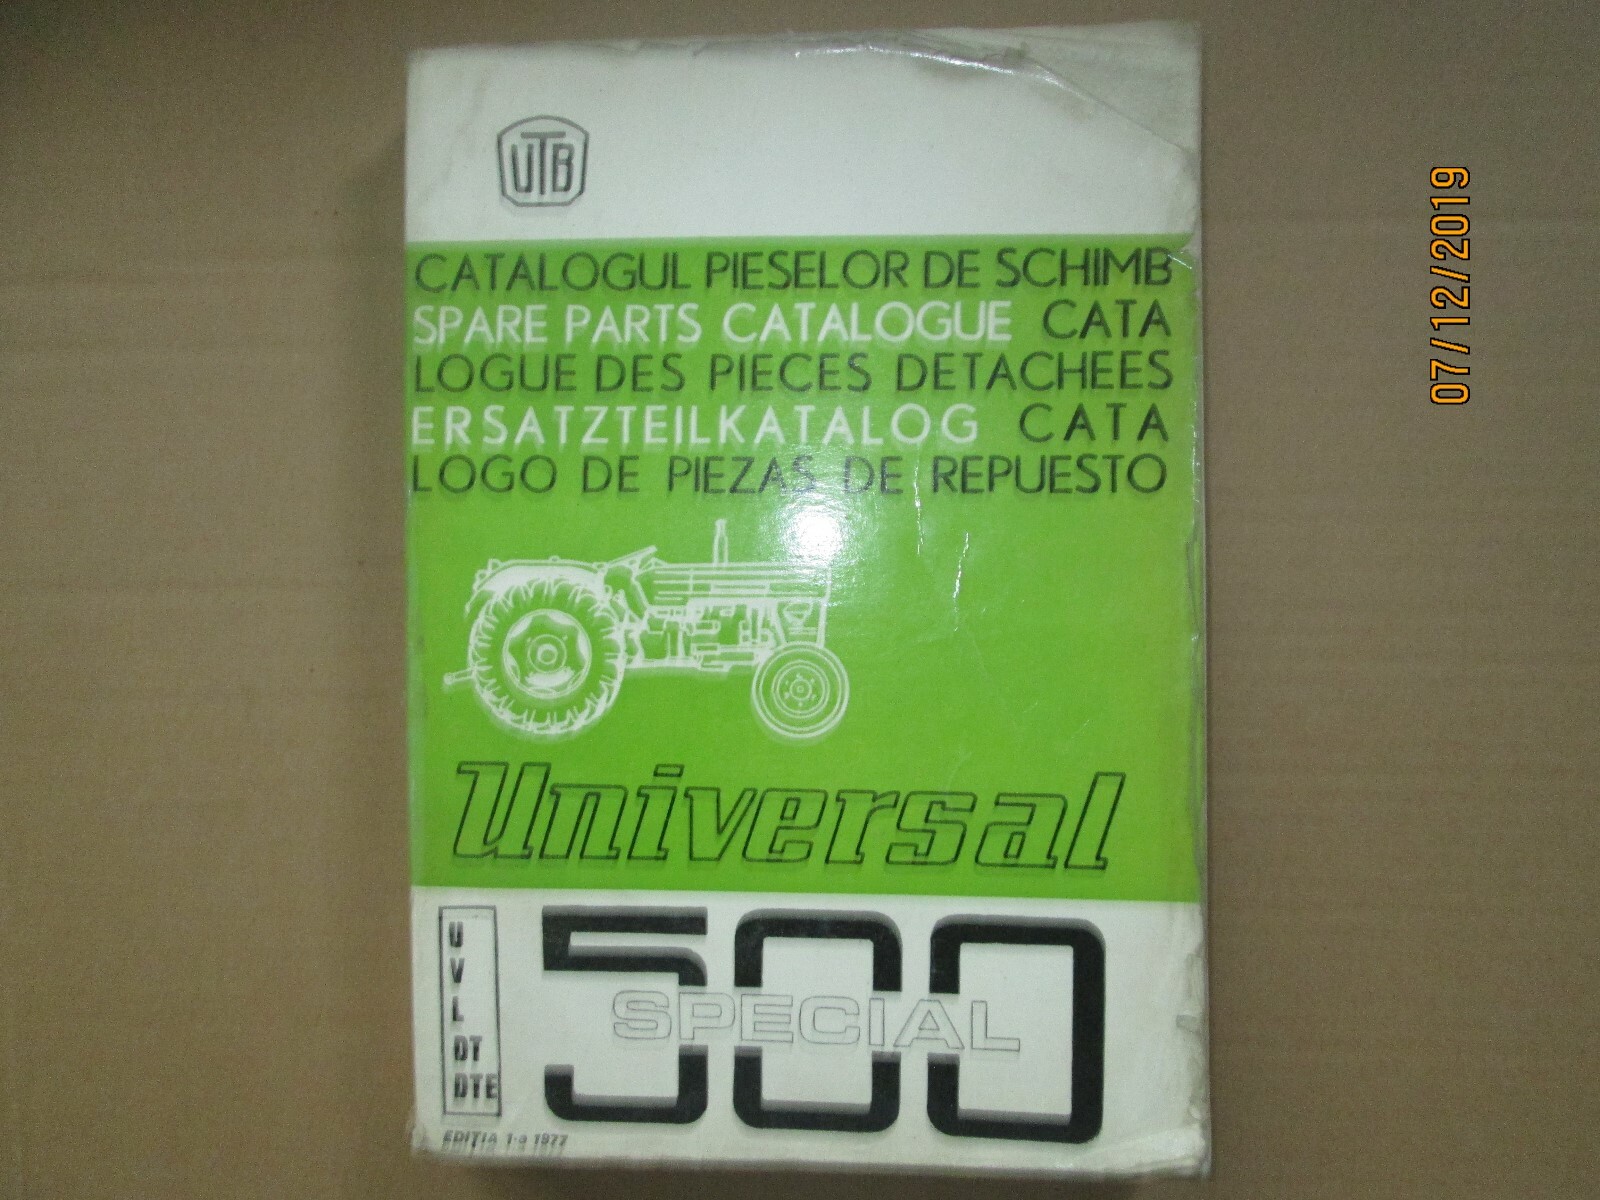 UTB
CATALOGUL PIESELOR DE SCHIMB
SPARE PARTS CATALOGUE CATA
LOGUE DES PIECES DETACHEES
ERSATZTEILKATALOG CATA
LOGO DE PIEZAS DE REPUESTO
Universal
U
V
L
DT
DTE
500
SPECIAL
EDITIA 1-a 1977
07/12/2019